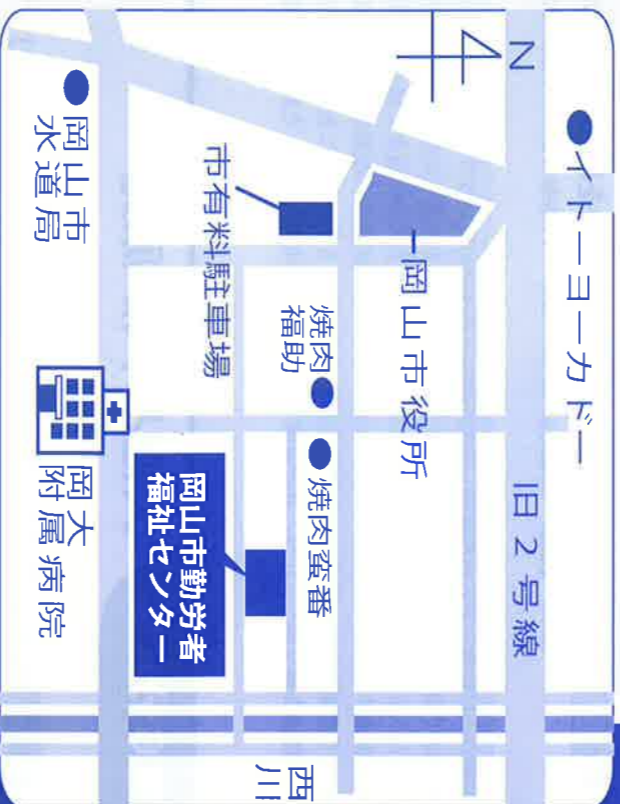 N
イトーヨーカドー
旧2号線
岡山市役所
焼肉蛮番
焼肉
福助
市有料駐車場
岡山市勤労者
福祉センター
西川
岡山市
水道局
岡大
附属病院